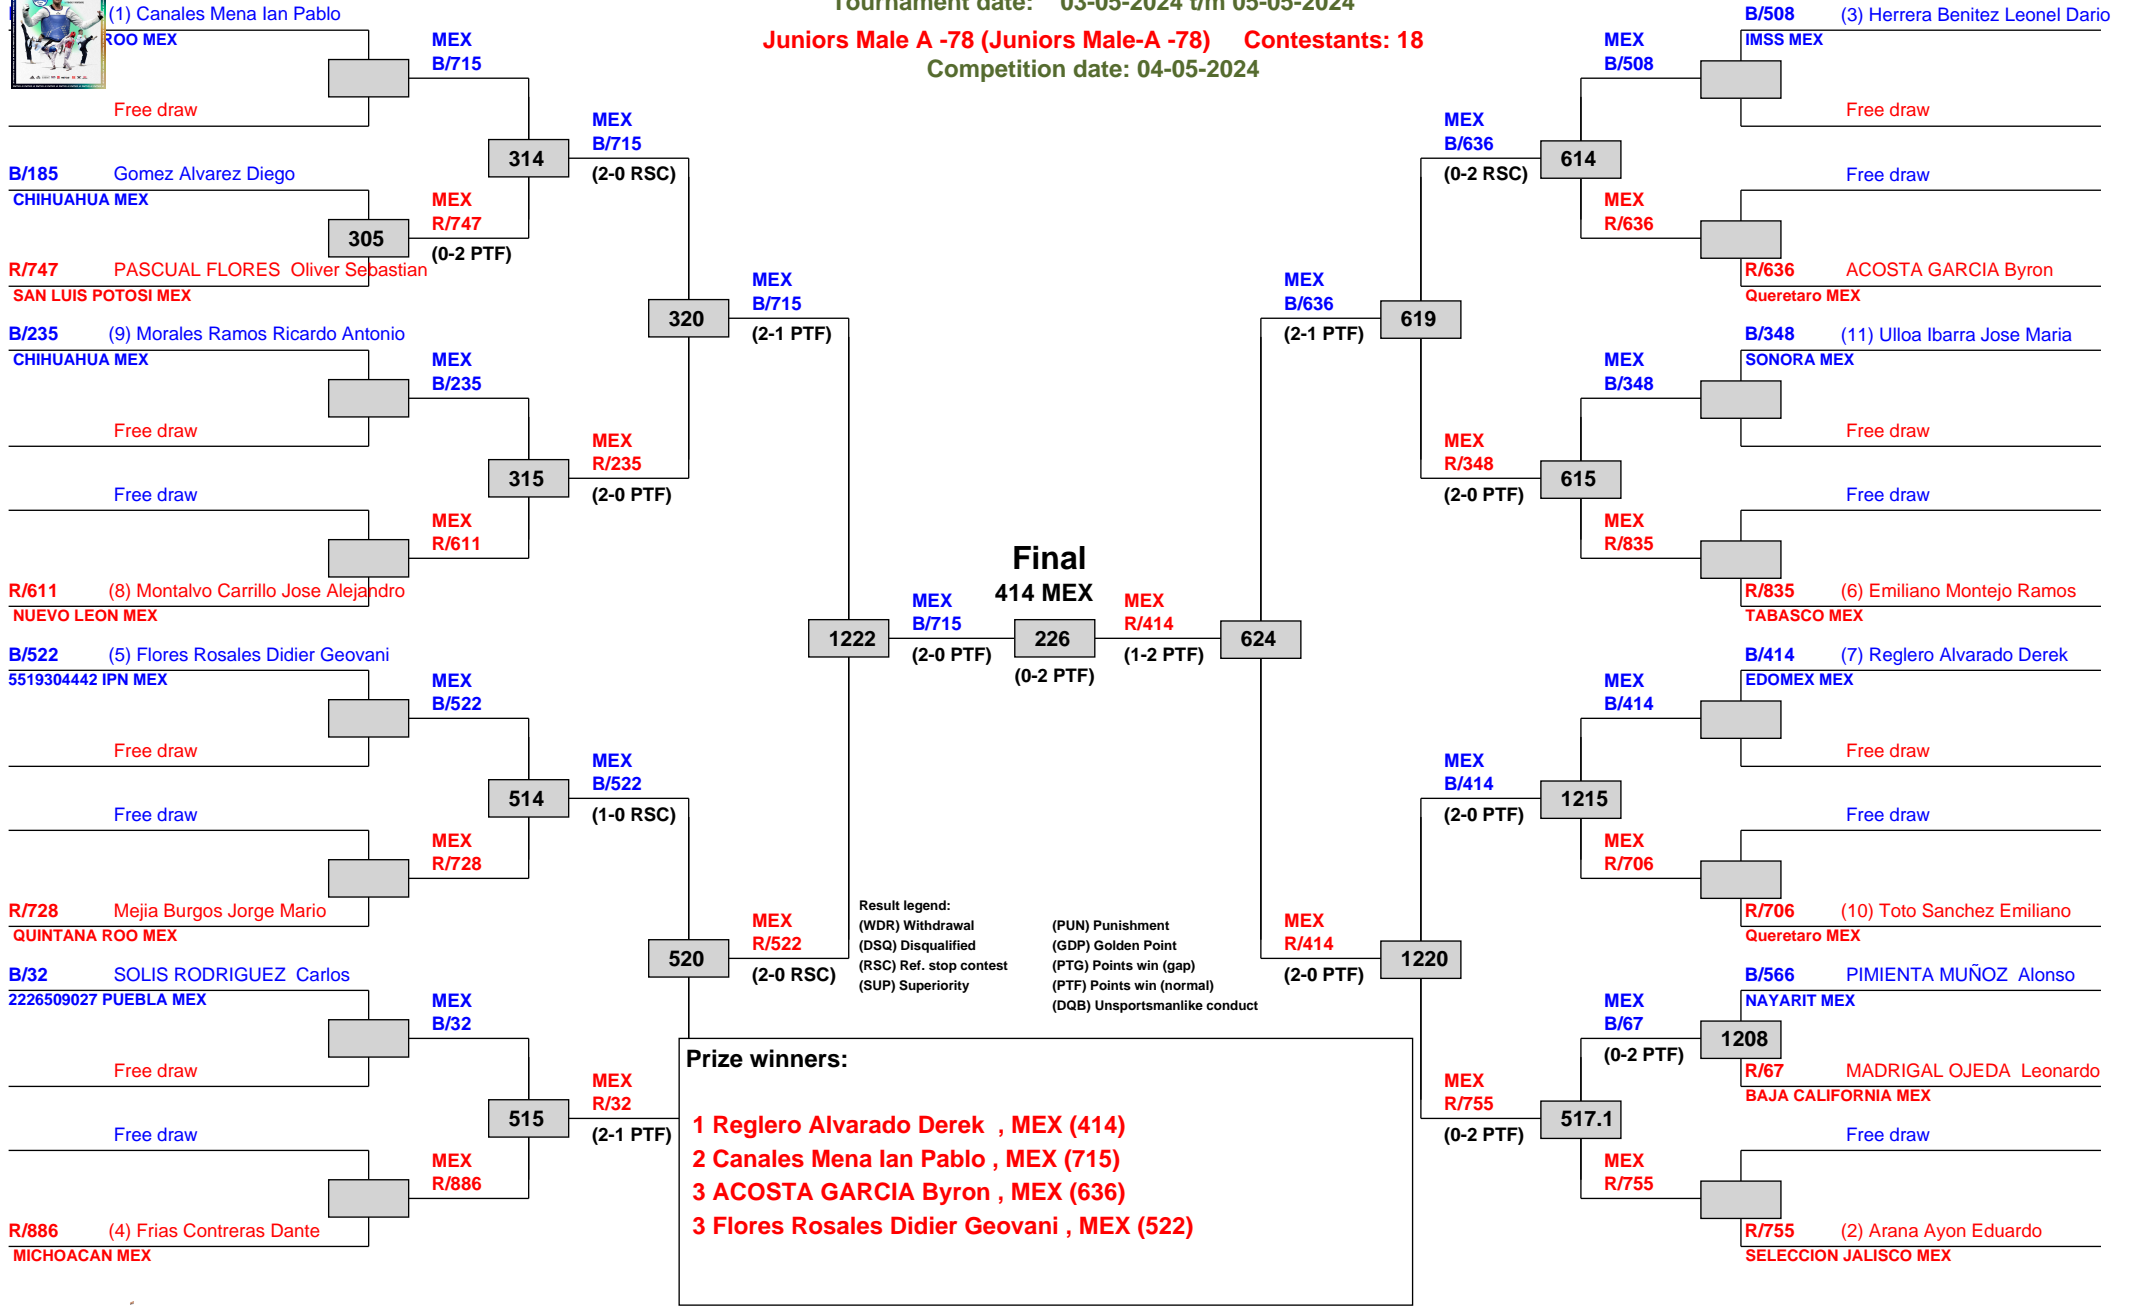 Tournament date: 03-05-2024 t/m 05-05-2024
Juniors Male A -78 (Juniors Male-A -78) Contestants: 18
Competition date: 04-05-2024
(1) Canales Mena Ian Pablo
ROO MEX
Free draw
B/185 Gomez Alvarez Diego
CHIHUAHUA MEX
R/747 PASCUAL FLORES Oliver Sebastian
SAN LUIS POTOSI MEX
B/235 (9) Morales Ramos Ricardo Antonio
CHIHUAHUA MEX
Free draw
Free draw
R/611 (8) Montalvo Carrillo Jose Alejandro
NUEVO LEON MEX
B/522 (5) Flores Rosales Didier Geovani
5519304442 IPN MEX
Free draw
Free draw
R/728 Mejia Burgos Jorge Mario
QUINTANA ROO MEX
B/32 SOLIS RODRIGUEZ Carlos
2226509027 PUEBLA MEX
Free draw
Free draw
R/886 (4) Frias Contreras Dante
MICHOACAN MEX
305
MEX
B/715
MEX
R/747
(0-2 PTF)
MEX
B/235
MEX
R/611
MEX
B/522
MEX
R/728
MEX
B/32
MEX
R/886
314
315
514
515
MEX
B/715
(2-0 RSC)
MEX
R/235
(2-0 PTF)
MEX
B/522
(1-0 RSC)
MEX
R/32
(2-1 PTF)
320
520
MEX
B/715
(2-1 PTF)
MEX
R/522
(2-0 RSC)
1222
MEX
B/715
(2-0 PTF)
Final
414 MEX
226
(0-2 PTF)
MEX
R/414
(1-2 PTF)
624
MEX
B/636
(2-1 PTF)
MEX
R/414
(2-0 PTF)
619
1220
MEX
B/636
(0-2 RSC)
MEX
R/348
(2-0 PTF)
MEX
B/414
(2-0 PTF)
MEX
R/755
(0-2 PTF)
614
615
1215
517.1
MEX
B/508
MEX
R/636
MEX
B/348
MEX
R/835
MEX
B/414
MEX
R/706
MEX
B/67
(0-2 PTF)
MEX
R/755
1208
B/508 (3) Herrera Benitez Leonel Dario
IMSS MEX
Free draw
Free draw
R/636 ACOSTA GARCIA Byron
Queretaro MEX
B/348 (11) Ulloa Ibarra Jose Maria
SONORA MEX
Free draw
Free draw
R/835 (6) Emiliano Montejo Ramos
TABASCO MEX
B/414 (7) Reglero Alvarado Derek
EDOMEX MEX
Free draw
Free draw
R/706 (10) Toto Sanchez Emiliano
Queretaro MEX
B/566 PIMIENTA MUÑOZ Alonso
NAYARIT MEX
R/67 MADRIGAL OJEDA Leonardo
BAJA CALIFORNIA MEX
Free draw
R/755 (2) Arana Ayon Eduardo
SELECCION JALISCO MEX
Result legend:
(WDR) Withdrawal
(DSQ) Disqualified
(RSC) Ref. stop contest
(SUP) Superiority
(PUN) Punishment
(GDP) Golden Point
(PTG) Points win (gap)
(PTF) Points win (normal)
(DQB) Unsportsmanlike conduct
Prize winners:
1 Reglero Alvarado Derek , MEX (414)
2 Canales Mena Ian Pablo , MEX (715)
3 ACOSTA GARCIA Byron , MEX (636)
3 Flores Rosales Didier Geovani , MEX (522)